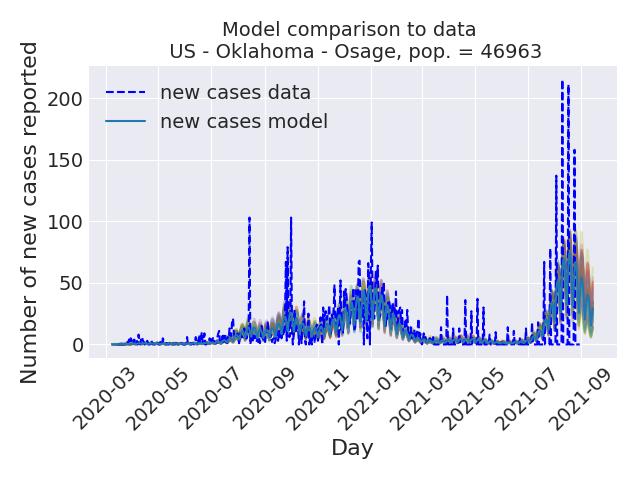 Model comparison to data
US - Oklahoma - Osage, pop. = 46963
Number of new cases reported
200
150
100
50
0
new cases data
new cases model
2020-03
2020-05
2020-07
2020-09
2020-11
2021-01
2021-03
2021-05
2021-07
2021-09
Day